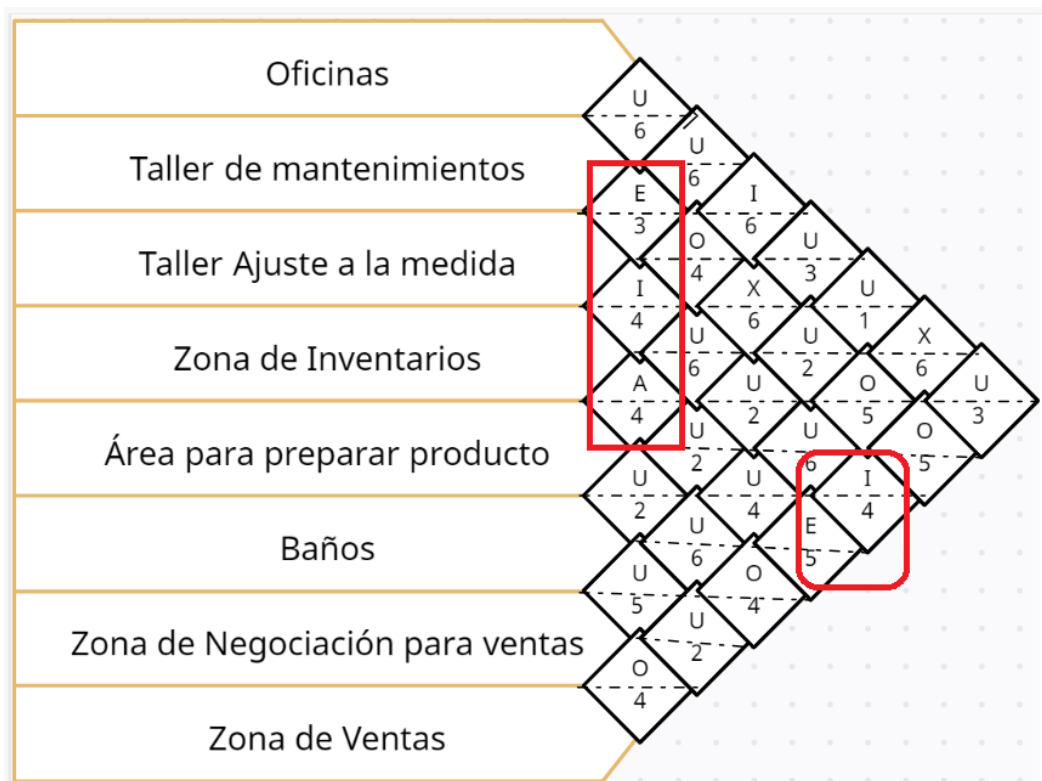 Oficinas
U
6
U
Taller de mantenimientos 6
E I
3 6
O U
Taller Ajuste a la medida 4 3
I X U
4 6 1
U U X
Zona de Inventarios 6 2 6
A U O U
4 2 5 3
U U O
Área para preparar producto 2 6 5
U U I
2 4 4
U E
Baños 6 5
U O
5 4
U
Zona de Negociación para ventas 2
O
4
Zona de Ventas